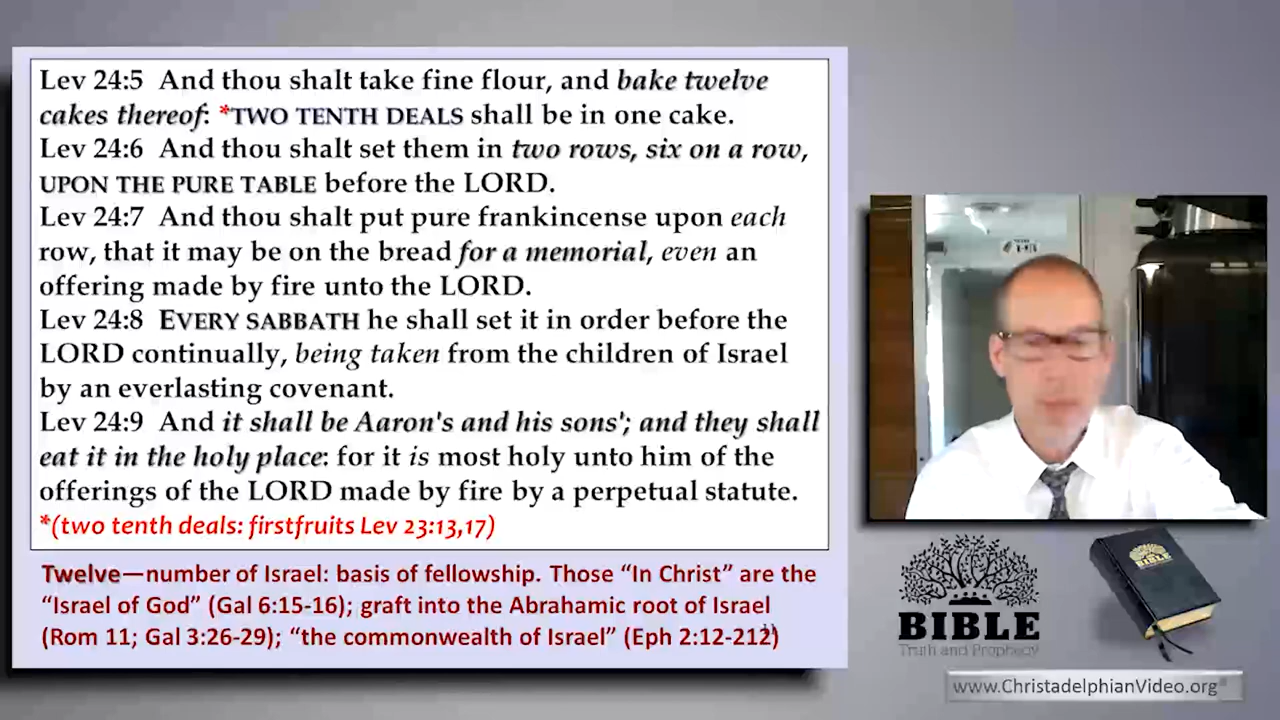 Lev 24:5 And thou shalt take fine flour, and bake twelve
cakes thereof: *TWO TENTH DEALS shall be in one cake.
Lev 24:6 And thou shalt set them in two rows, six on a row,
UPON THE PURE TABLE before the LORD.
Lev 24:7 And thou shalt put pure frankincense upon each
row, that it may be on the bread for a memorial, even an
offering made by fire unto the LORD.
Lev 24:8 EVERY SABBATH he shall set it in order before the
LORD continually, being taken from the children of Israel
by an everlasting covenant.
Lev 24:9 And it shall be Aaron's and his sons'; and they shall
eat it in the holy place: for it is most holy unto him of the
offerings of the LORD made by fire by a perpetual statute.
*(two tenth deals: firstfruits Lev 23:13,17)
Twelve—number of Israel: basis of fellowship. Those “In Christ” are the
“Israel of God” (Gal 6:15-16); graft into the Abrahamic root of Israel
(Rom 11; Gal 3:26-29); “the commonwealth of Israel” (Eph 2:12-21)
BIBLE
Truth and Prophecy
BIBLE
www.ChristadelphianVideo.org